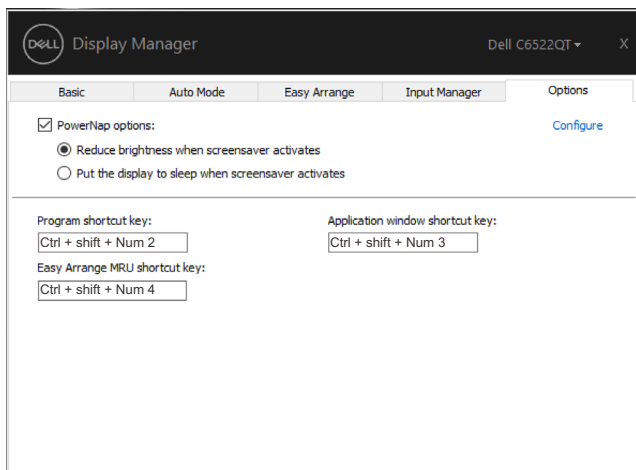 DELL Display Manager Dell C6522QT X
Basic Auto Mode Easy Arrange Input Manager Options
PowerNap options: Configure
Reduce brightness when screensaver activates
Put the display to sleep when screensaver activates
Program shortcut key: Application window shortcut key:
Ctrl + shift + Num 2 Ctrl + shift + Num 3
Easy Arrange MRU shortcut key:
Ctrl + shift + Num 4